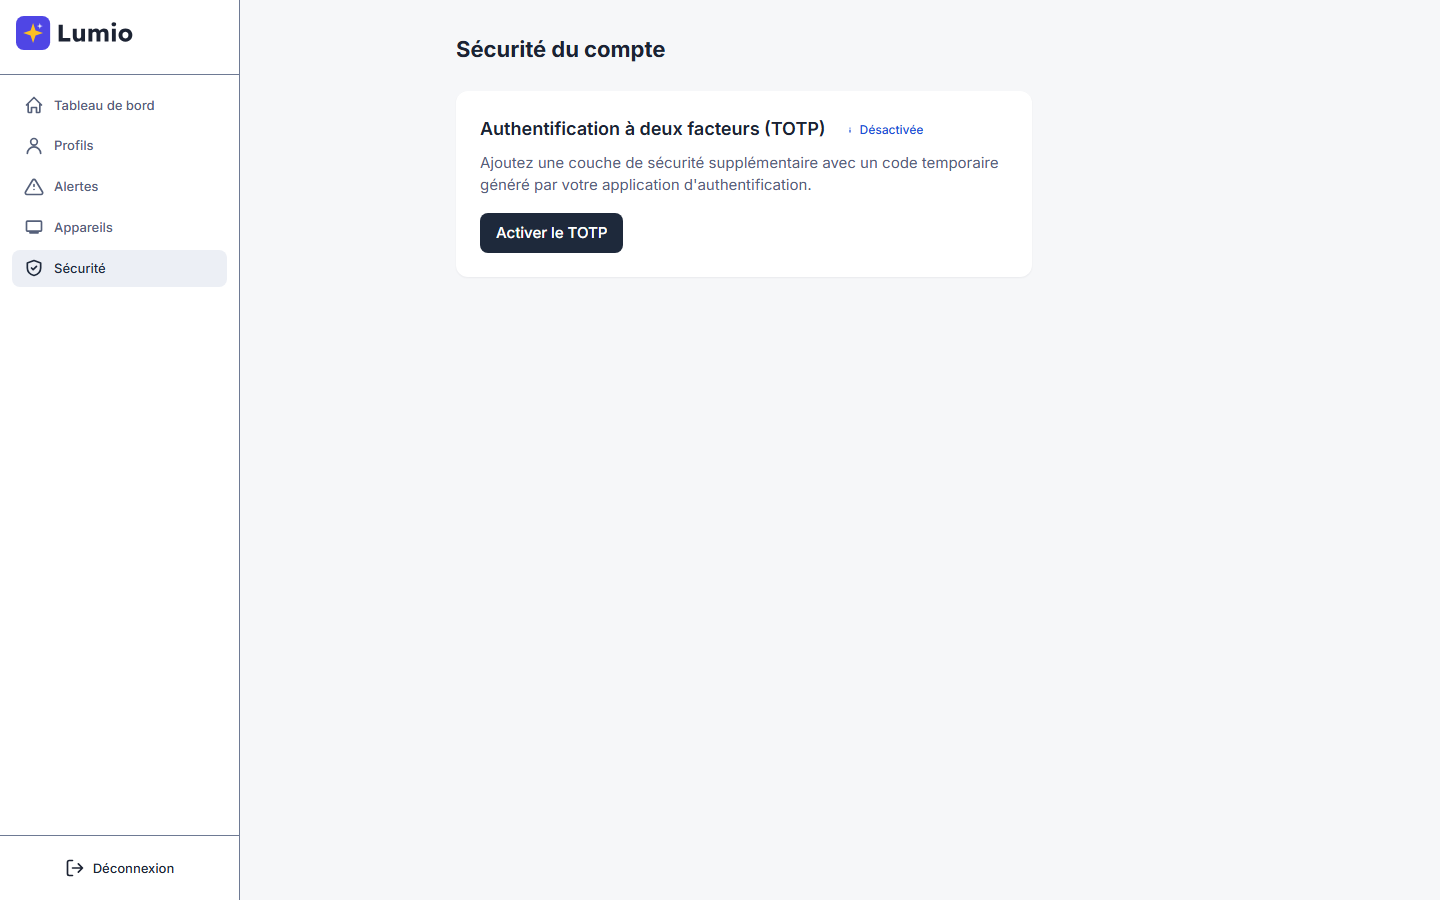 Lumio
Tableau de bord
Profils
Alertes
Appareils
Sécurité
Déconnexion
Sécurité du compte
Authentification à deux facteurs (TOTP)
Désactivée
Ajoutez une couche de sécurité supplémentaire avec un code temporaire
généré par votre application d'authentification.
Activer le TOTP